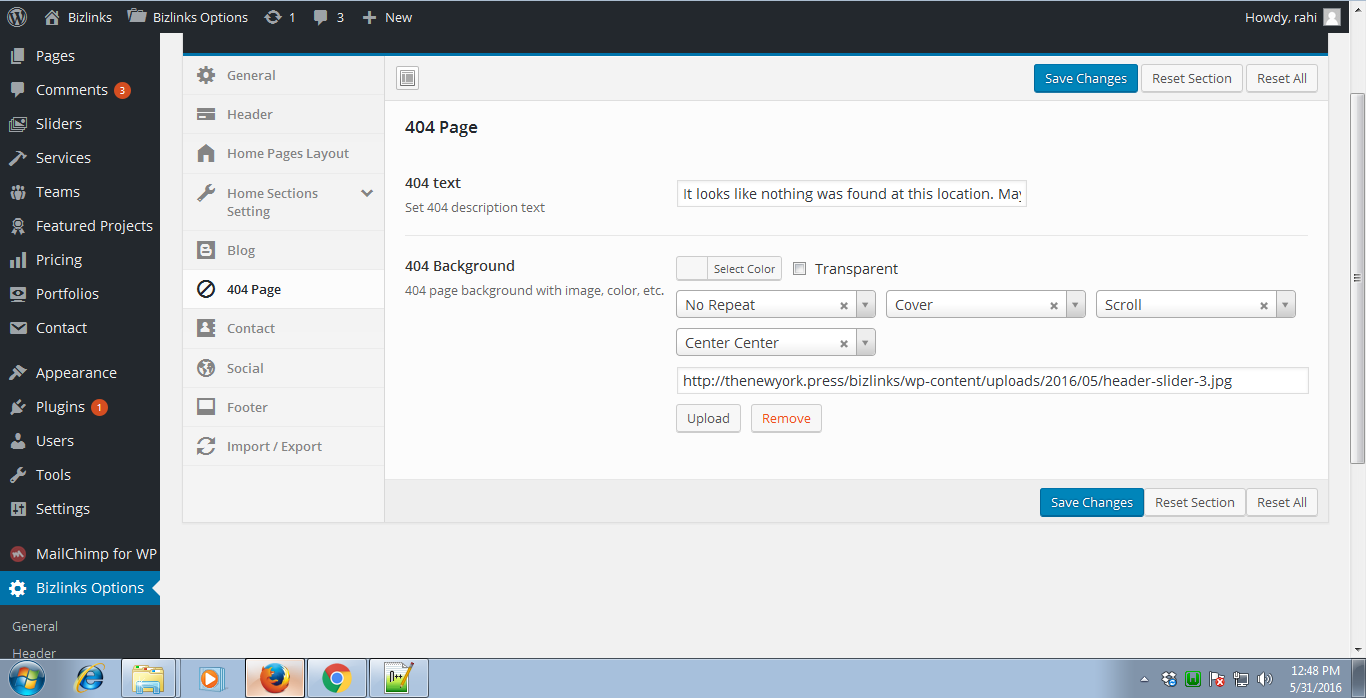 Bizlinks Bizlinks Options 1 3 New Howdy, rahi
Pages
Comments 3
Sliders
Services
Teams
Featured Projects
Pricing
Portfolios
Contact
Appearance
Plugins 1
Users
Tools
Settings
MailChimp for WP
Bizlinks Options
General
Header
General
Header
Home Pages Layout
Home Sections
Setting
Blog
404 Page
Contact
Social
Footer
Import / Export
Save Changes Reset Section Reset All
404 Page
404 text
Set 404 description text
It looks like nothing was found at this location. May
404 Background
404 page background with image, color, etc.
Select Color Transparent
No Repeat × Cover × Scroll ×
Center Center ×
http://thenewyork.press/bizlinks/wp-content/uploads/2016/05/header-slider-3.jpg
Upload Remove
Save Changes Reset Section Reset All
12:48 PM
5/31/2016